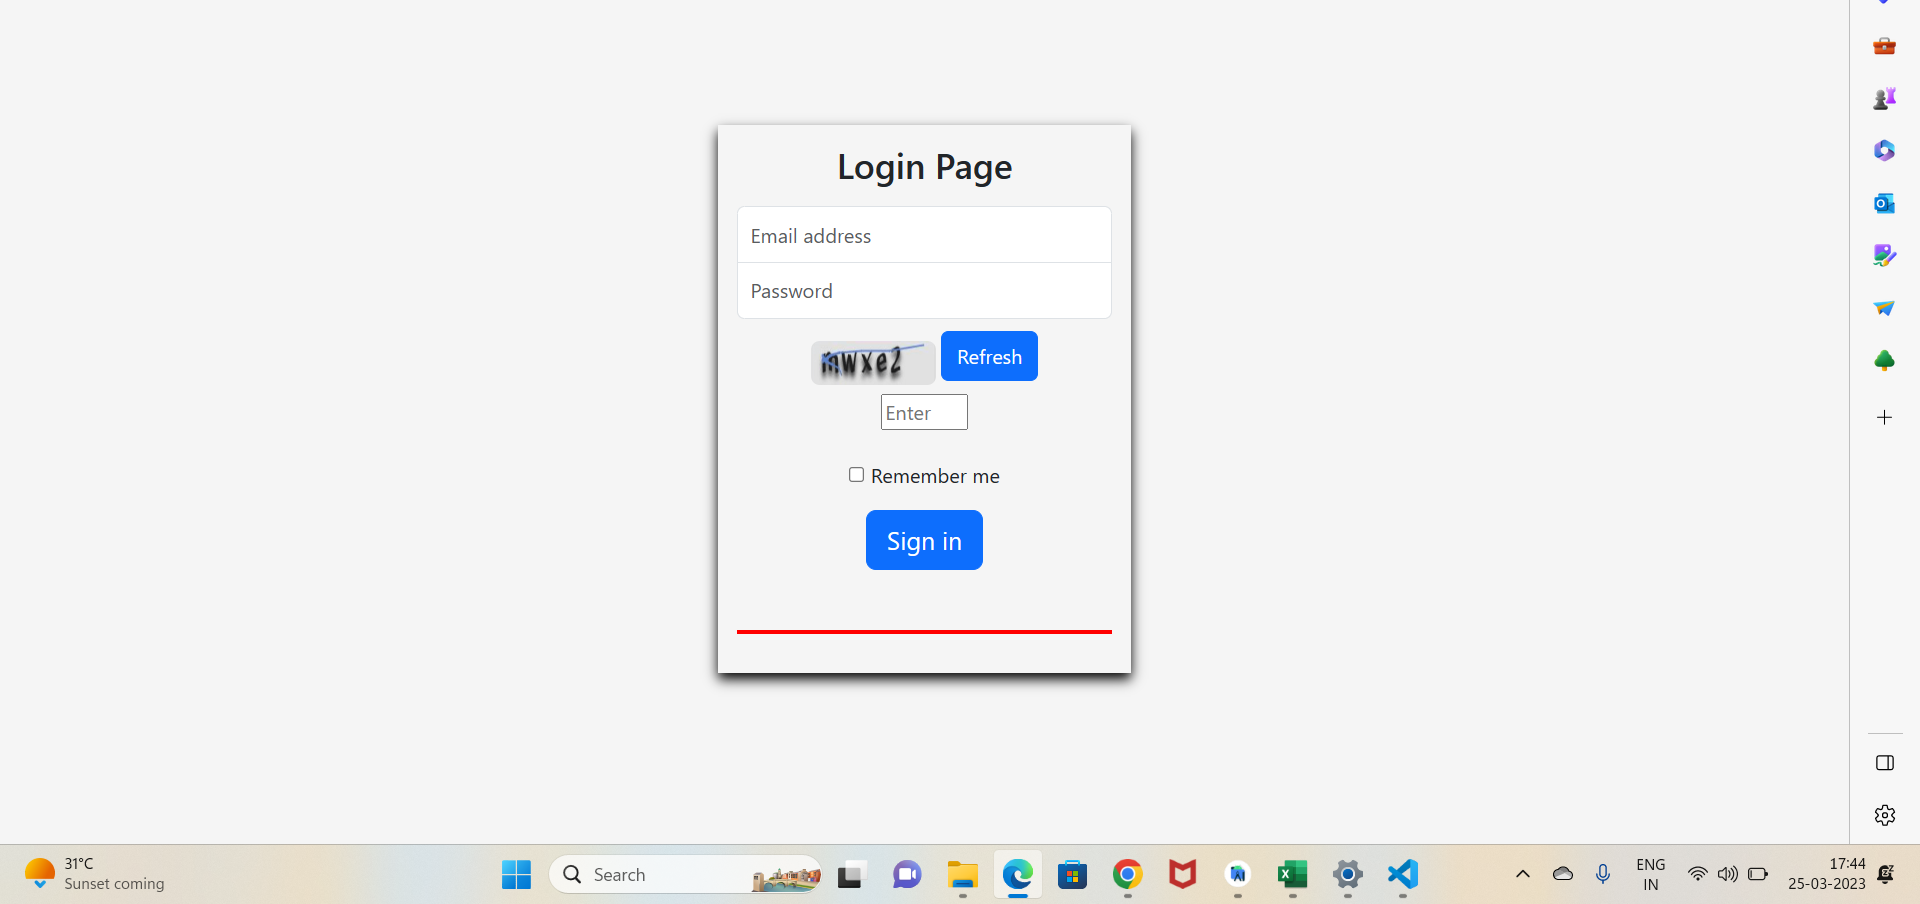 Login Page
Email address
Password
mwxe2
Refresh
Enter
Remember me
Sign in
31°C
Sunset coming
Search
ENG
IN
17:44
25-03-2023